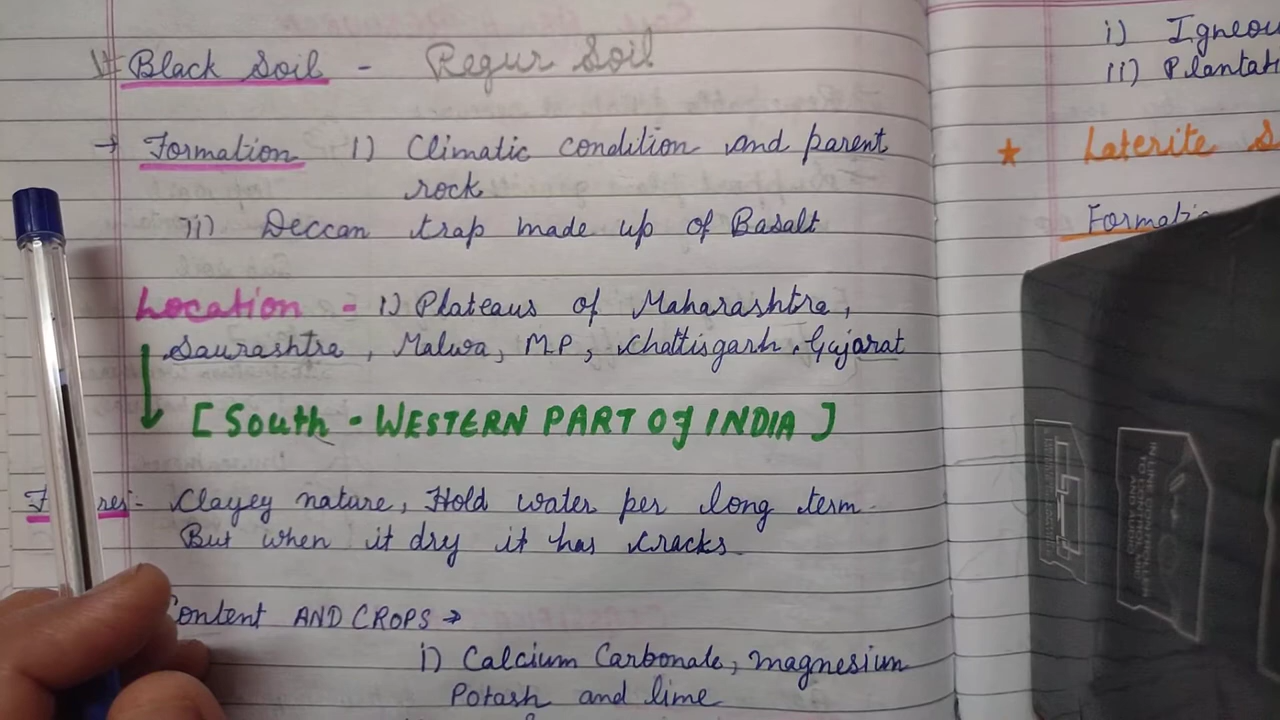 Black Soil - Regur Soil
→ Formation i) Climatic condition and parent
rock
ii) Deccan trap made up of Basalt
Location - i) Plateaus of Maharashtra,
Saurashtra, Malwa, M.P, Chattisgarh, Gujarat
[South - WESTERN PART OF INDIA]
Clayey nature, Hold water per long term.
But when it dry it has cracks.
Content AND CROPS →
i) Calcium Carbonate, magnesium
Potash and lime
i) Igneou
ii) Plantat
★ Laterite S
Formati